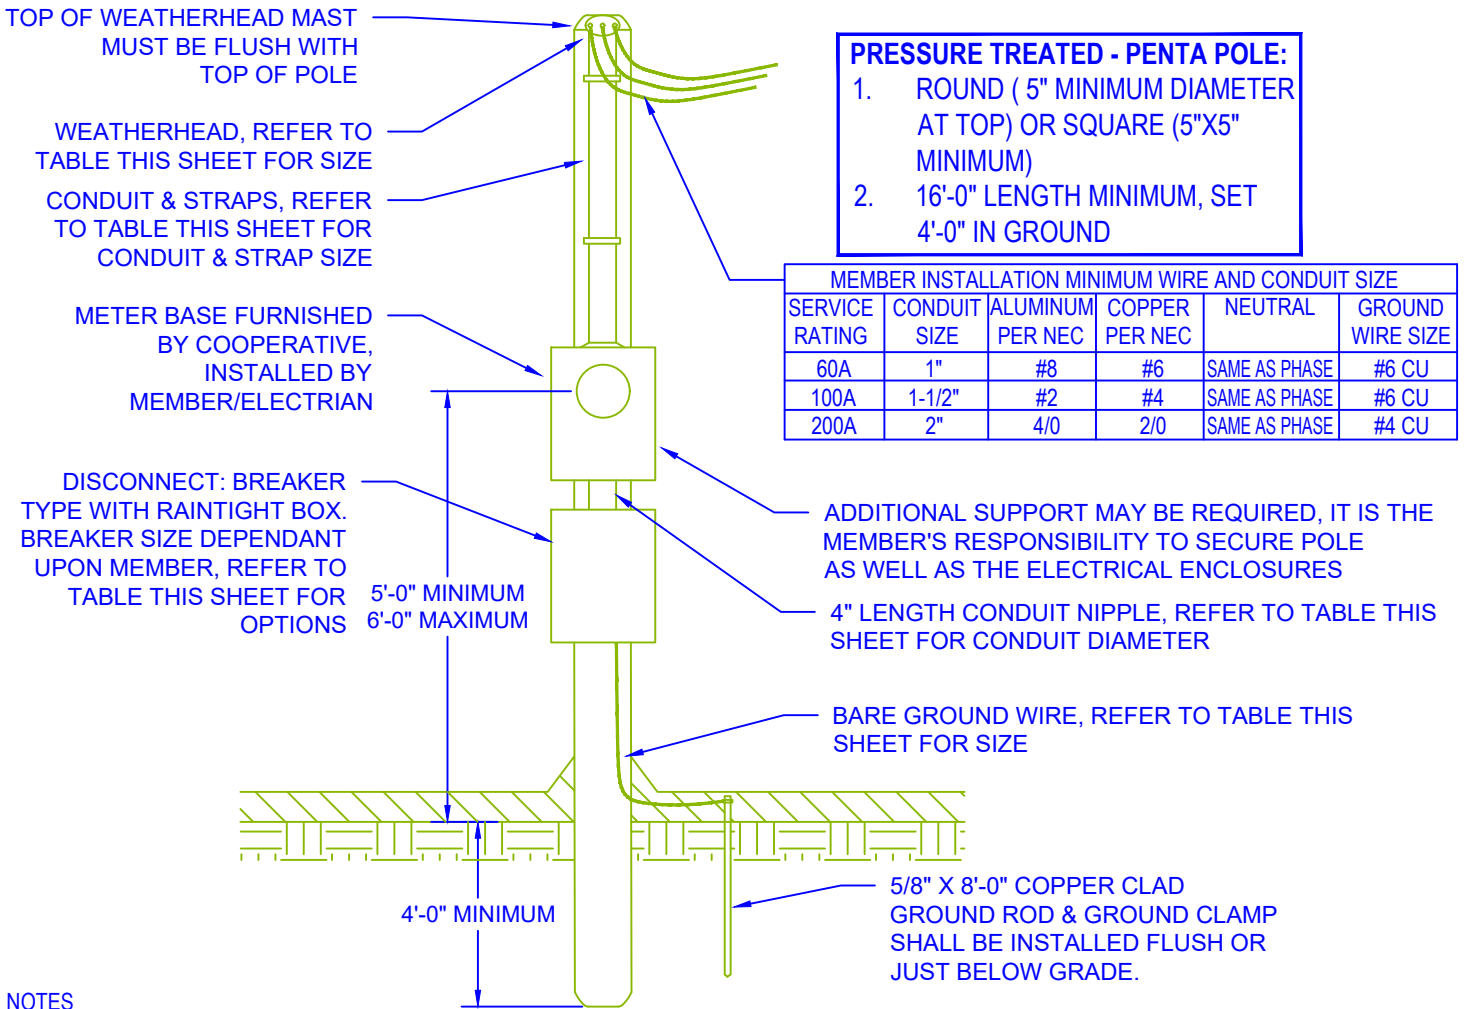 TOP OF WEATHERHEAD MAST
MUST BE FLUSH WITH
TOP OF POLE
WEATHERHEAD, REFER TO
TABLE THIS SHEET FOR SIZE
CONDUIT & STRAPS, REFER
TO TABLE THIS SHEET FOR
CONDUIT & STRAP SIZE
METER BASE FURNISHED
BY COOPERATIVE,
INSTALLED BY
MEMBER/ELECTRIAN
DISCONNECT: BREAKER
TYPE WITH RAINTIGHT BOX.
BREAKER SIZE DEPENDANT
UPON MEMBER, REFER TO
TABLE THIS SHEET FOR
OPTIONS
5'-0" MINIMUM
6'-0" MAXIMUM
4'-0" MINIMUM
PRESSURE TREATED - PENTA POLE:
1. ROUND ( 5" MINIMUM DIAMETER
AT TOP) OR SQUARE (5"X5"
MINIMUM)
2. 16'-0" LENGTH MINIMUM, SET
4'-0" IN GROUND
MEMBER INSTALLATION MINIMUM WIRE AND CONDUIT SIZE
SERVICE RATING CONDUIT SIZE ALUMINUM PER NEC COPPER PER NEC NEUTRAL GROUND WIRE SIZE
60A 1" #8 #6 SAME AS PHASE #6 CU
100A 1-1/2" #2 #4 SAME AS PHASE #6 CU
200A 2" 4/0 2/0 SAME AS PHASE #4 CU
ADDITIONAL SUPPORT MAY BE REQUIRED, IT IS THE
MEMBER'S RESPONSIBILITY TO SECURE POLE
AS WELL AS THE ELECTRICAL ENCLOSURES
4" LENGTH CONDUIT NIPPLE, REFER TO TABLE THIS
SHEET FOR CONDUIT DIAMETER
BARE GROUND WIRE, REFER TO TABLE THIS
SHEET FOR SIZE
5/8" X 8'-0" COPPER CLAD
GROUND ROD & GROUND CLAMP
SHALL BE INSTALLED FLUSH OR
JUST BELOW GRADE.
NOTES